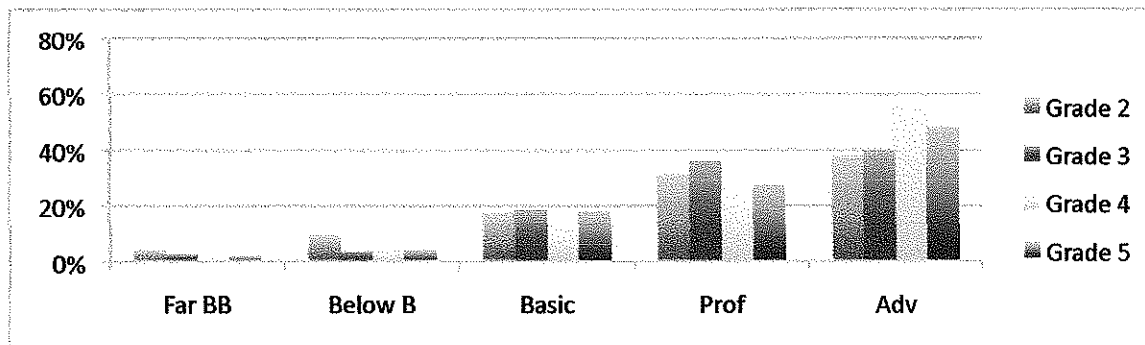 80%
60%
40%
20%
0%
Far BB
Below B
Basic
Prof
Adv
Grade 2
Grade 3
Grade 4
Grade 5